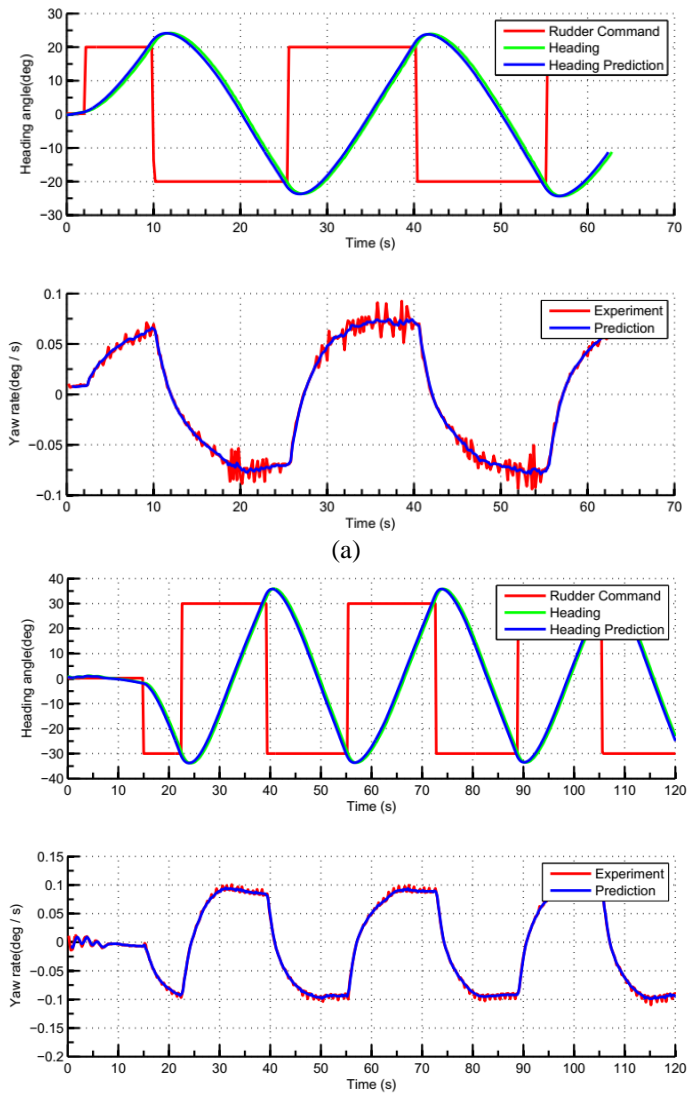 30
20
10
0
−10
−20
−30
Heading angle(deg)
Rudder Command
Heading
Heading Prediction
0 10 20 30 40 50 60 70
Time (s)
0.1
0.05
0
−0.05
−0.1
Yaw rate(deg / s)
Experiment
Prediction
0 10 20 30 40 50 60 70
Time (s)
(a)
40
30
20
10
0
−10
−20
−30
−40
Heading angle(deg)
Rudder Command
Heading
Heading Prediction
0 10 20 30 40 50 60 70 80 90 100 110 120
Time (s)
0.15
0.1
0.05
0
−0.05
−0.1
−0.15
−0.2
Yaw rate(deg / s)
Experiment
Prediction
0 10 20 30 40 50 60 70 80 90 100 110 120
Time (s)